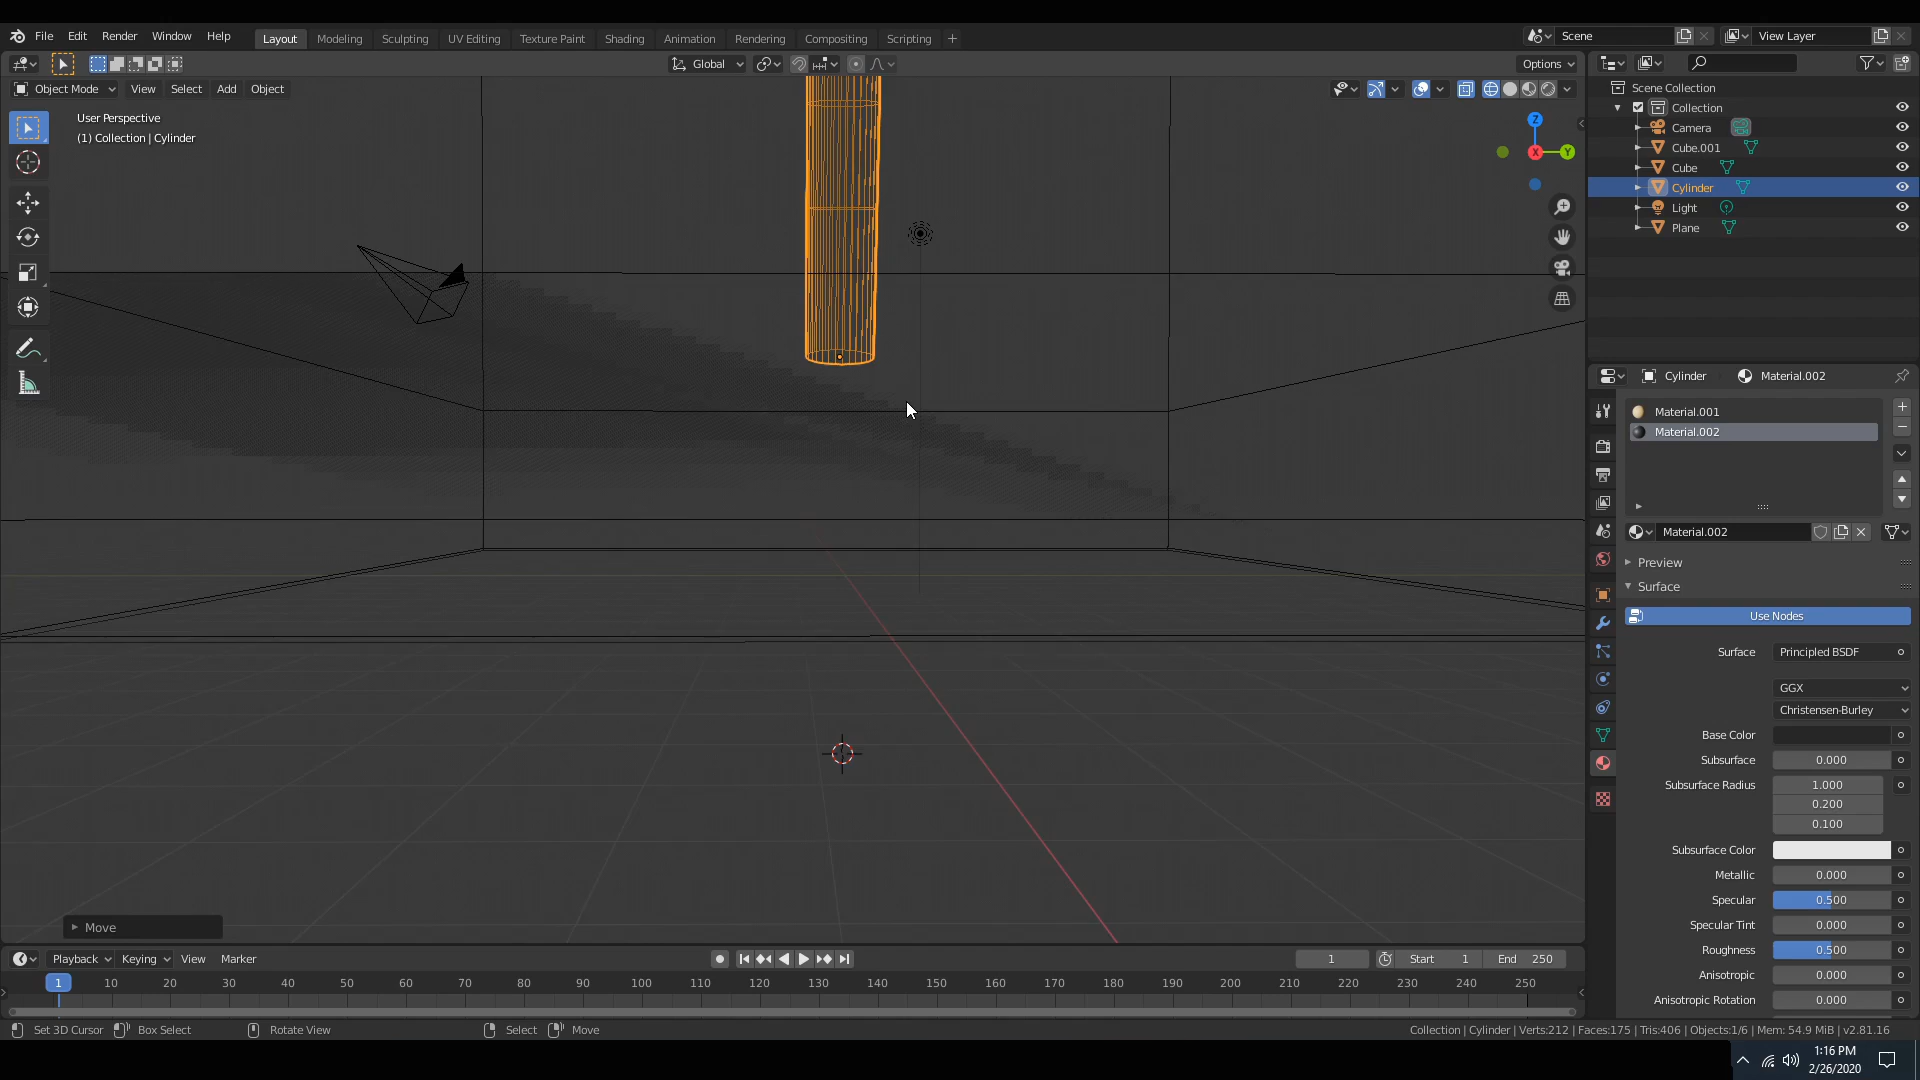 File Edit Render Window Help Layout Modeling Sculpting UV Editing Texture Paint Shading Animation Rendering Compositing Scripting + Scene View Layer
Global Options
Object Mode View Select Add Object
User Perspective
(1) Collection | Cylinder
Z
X Y
Scene Collection
Collection
Camera
Cube.001
Cube
Cylinder
Light
Plane
Cylinder Material.002
Material.001
Material.002
Material.002
Preview
Surface
Use Nodes
Surface Principled BSDF
GGX
Christensen-Burley
Base Color
Subsurface 0.000
Subsurface Radius 1.000
0.200
0.100
Subsurface Color
Metallic 0.000
Specular 0.500
Specular Tint 0.000
Roughness 0.500
Anisotropic 0.000
Anisotropic Rotation 0.000
Move
Playback Keying View Marker 1 Start 1 End 250
1 10 20 30 40 50 60 70 80 90 100 110 120 130 140 150 160 170 180 190 200 210 220 230 240 250
Set 3D Cursor Box Select Rotate View Select Move Collection | Cylinder | Verts:212 | Faces:175 | Tris:406 | Objects:1/6 | Mem: 54.9 MiB | v2.81.16
1:16 PM
2/26/2020